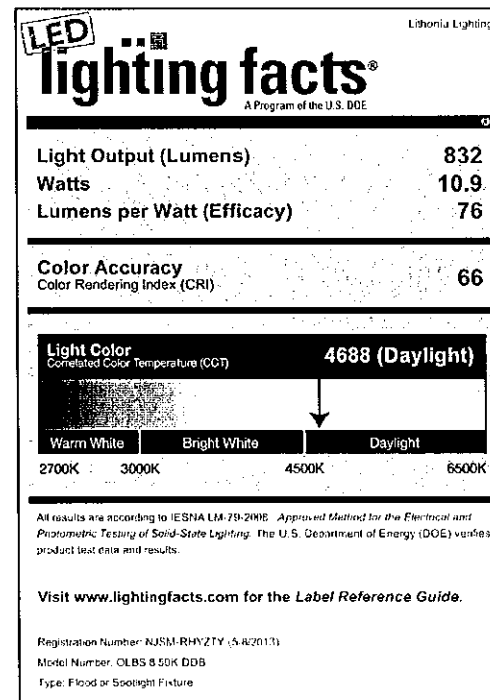 Lithonia Lighting
LED
lighting facts®
A Program of the U.S. DOE
Light Output (Lumens) 832
Watts 10.9
Lumens per Watt (Efficacy) 76
Color Accuracy 66
Color Rendering Index (CRI)
Light Color 4688 (Daylight)
Correlated Color Temperature (CCT)
Warm White Bright White Daylight
2700K 3000K 4500K 6500K
All results are according to IESNA LM-79-2008 Approved Method for the Electrical and
Photometric Testing of Solid-State Lighting. The U.S. Department of Energy (DOE) verifies
product test data and results.
Visit www.lightingfacts.com for the Label Reference Guide.
Registration Number: NJSM-RHYZTY (5/8/2013)
Model Number: OLBS 8 50K DDB
Type: Flood or Spotlight Fixture